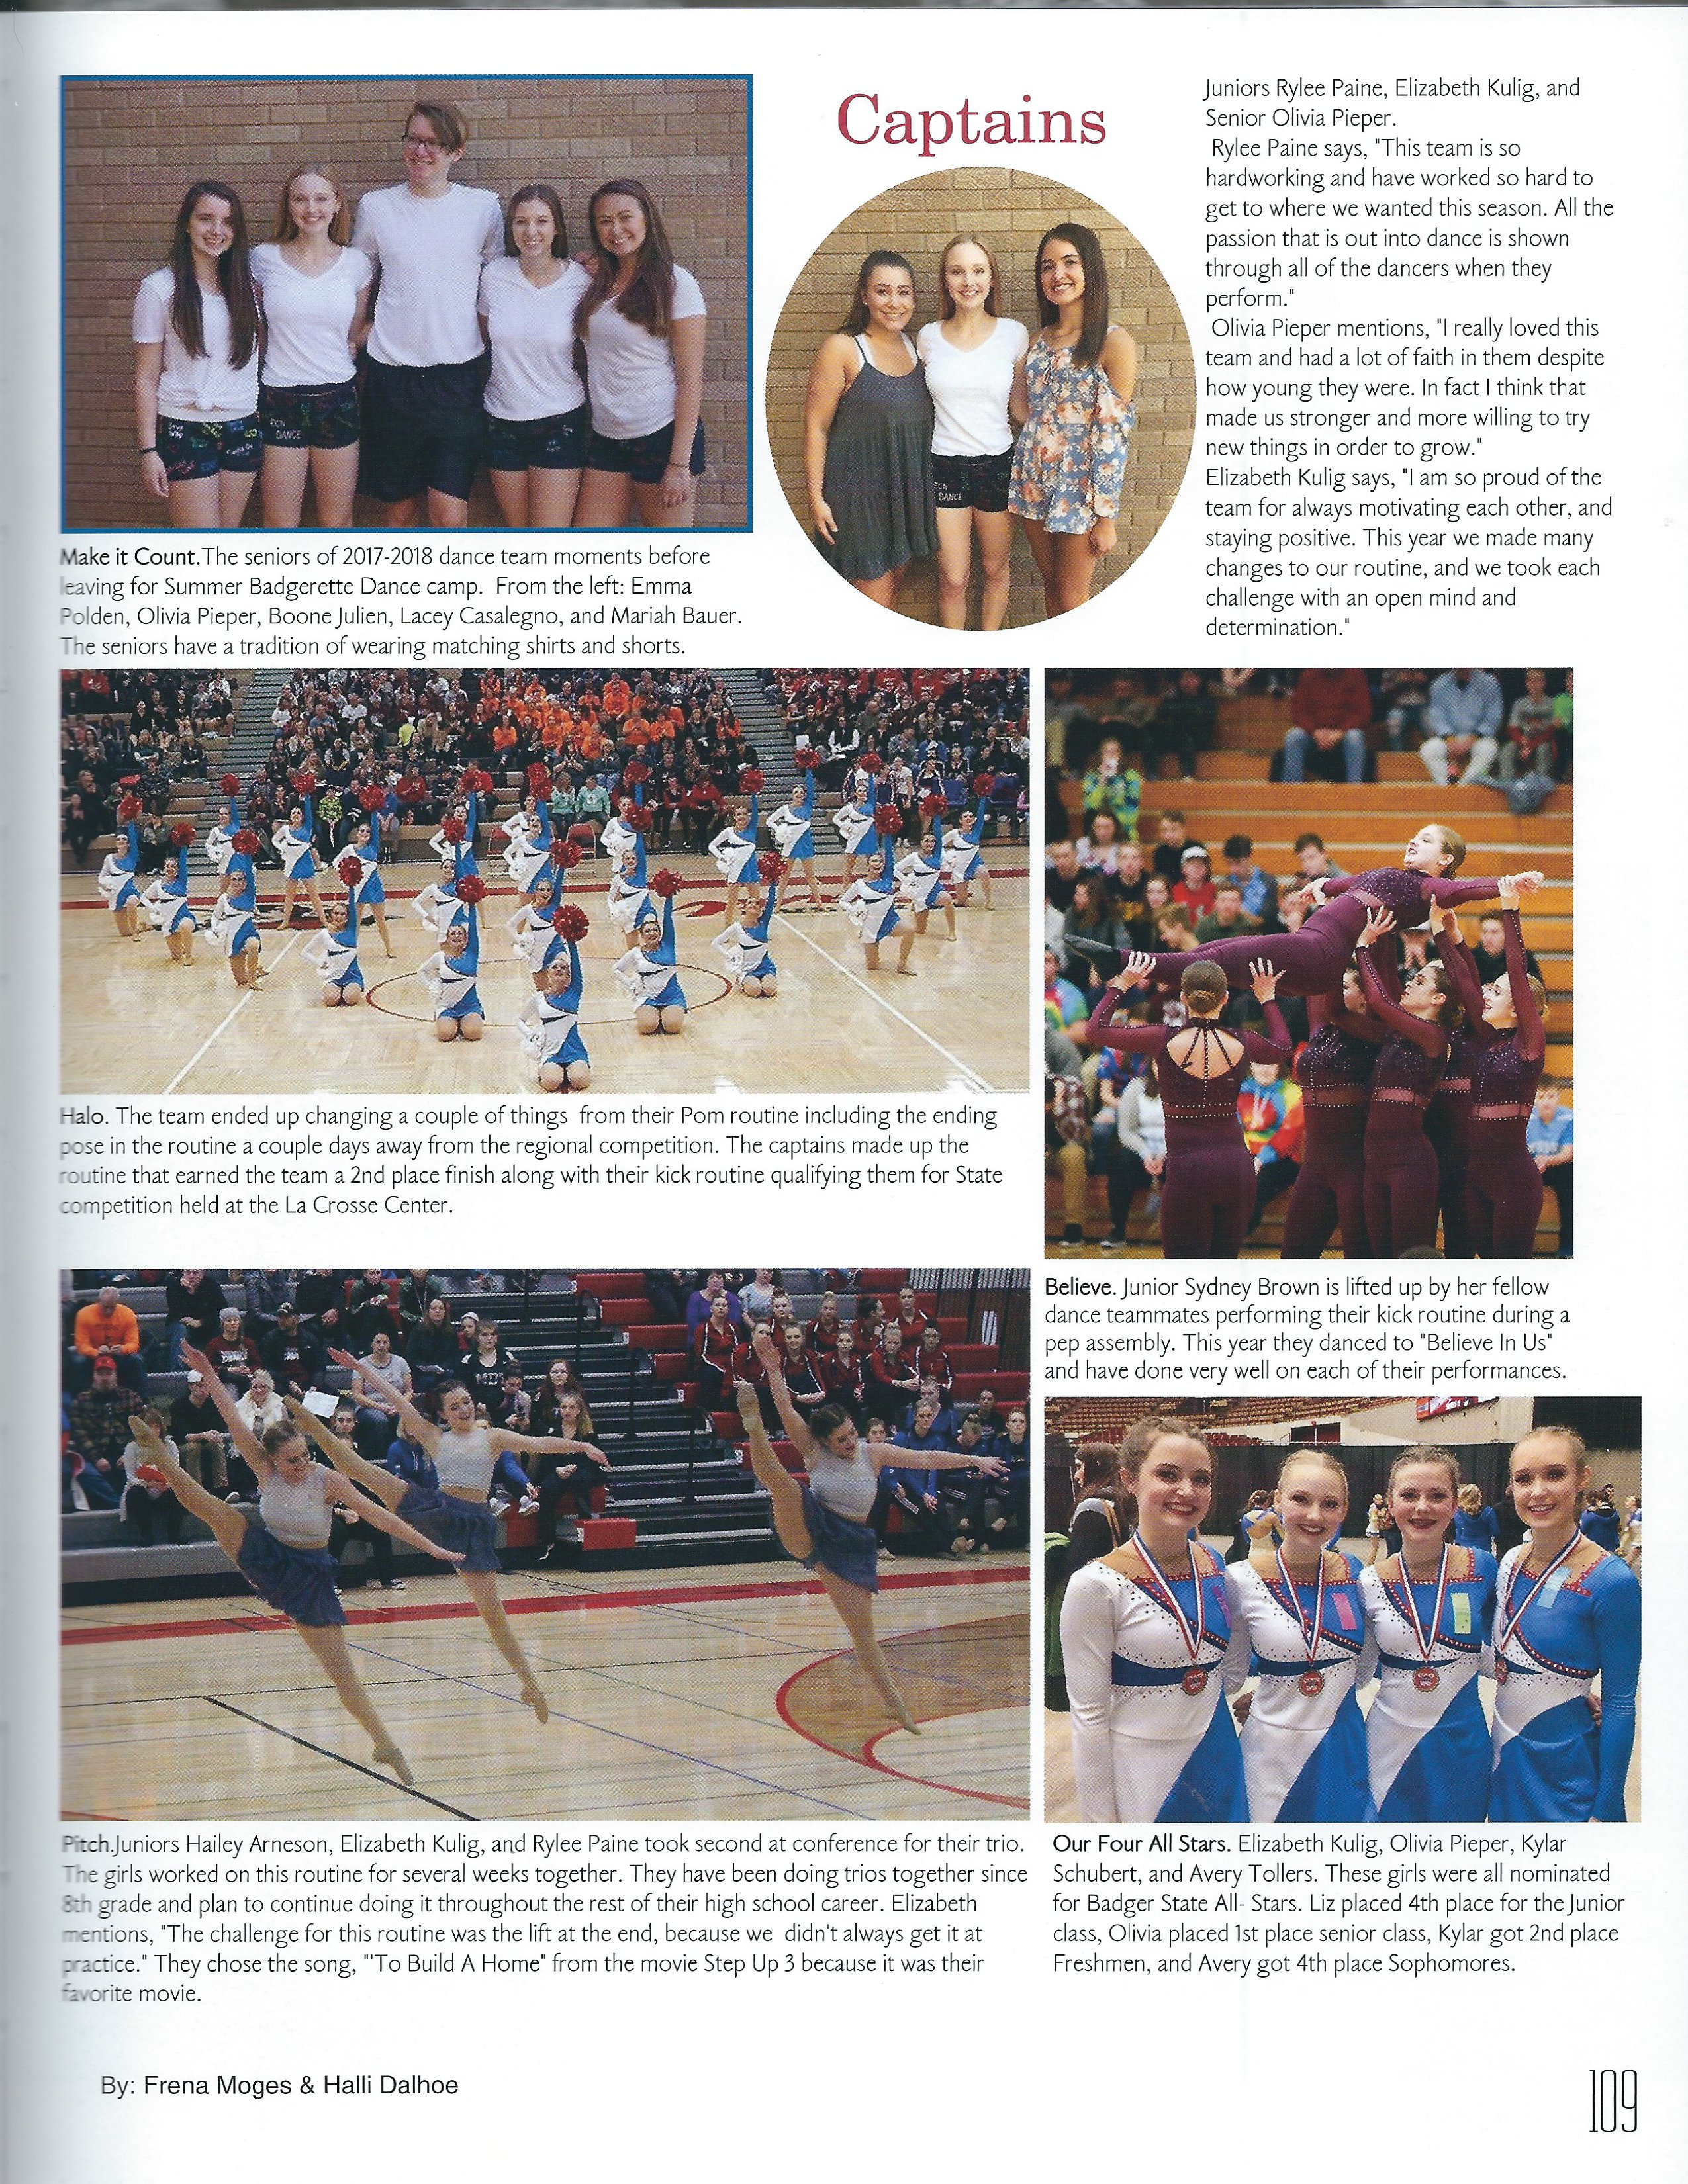 Captains
Juniors Rylee Paine, Elizabeth Kulig, and
Senior Olivia Pieper.
Rylee Paine says, "This team is so
hardworking and have worked so hard to
get to where we wanted this season. All the
passion that is out into dance is shown
through all of the dancers when they
perform."
Olivia Pieper mentions, "I really loved this
team and had a lot of faith in them despite
how young they were. In fact I think that
made us stronger and more willing to try
new things in order to grow."
Elizabeth Kulig says, "I am so proud of the
team for always motivating each other, and
staying positive. This year we made many
changes to our routine, and we took each
challenge with an open mind and
determination."
ECN
DANCE
ECN
DANCE
Make it Count.The seniors of 2017-2018 dance team moments before
leaving for Summer Badgerette Dance camp. From the left: Emma
Polden, Olivia Pieper, Boone Julien, Lacey Casalegno, and Mariah Bauer.
The seniors have a tradition of wearing matching shirts and shorts.
Halo. The team ended up changing a couple of things from their Pom routine including the ending
pose in the routine a couple days away from the regional competition. The captains made up the
routine that earned the team a 2nd place finish along with their kick routine qualifying them for State
competition held at the La Crosse Center.
Believe. Junior Sydney Brown is lifted up by her fellow
dance teammates performing their kick routine during a
pep assembly. This year they danced to "Believe In Us"
and have done very well on each of their performances.
Pitch.Juniors Hailey Arneson, Elizabeth Kulig, and Rylee Paine took second at conference for their trio.
The girls worked on this routine for several weeks together. They have been doing trios together since
8th grade and plan to continue doing it throughout the rest of their high school career. Elizabeth
mentions, "The challenge for this routine was the lift at the end, because we didn't always get it at
practice." They chose the song, "'To Build A Home" from the movie Step Up 3 because it was their
favorite movie.
Our Four All Stars. Elizabeth Kulig, Olivia Pieper, Kylar
Schubert, and Avery Tollers. These girls were all nominated
for Badger State All- Stars. Liz placed 4th place for the Junior
class, Olivia placed 1st place senior class, Kylar got 2nd place
Freshmen, and Avery got 4th place Sophomores.
By: Frena Moges & Halli Dalhoe
109